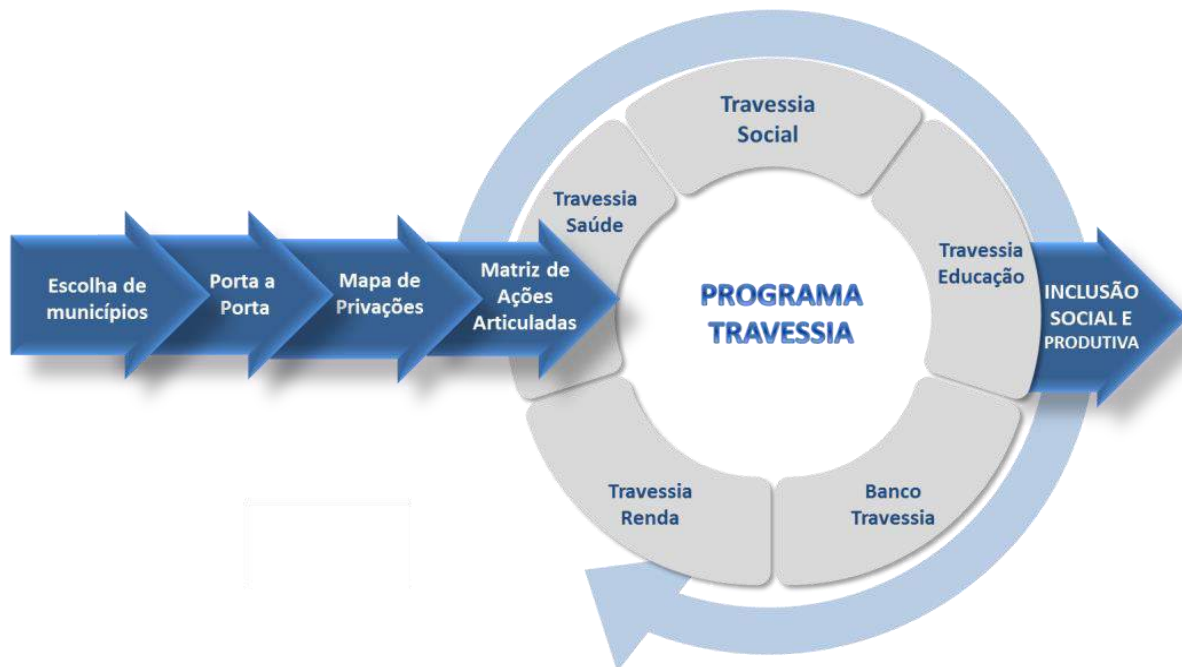 Escolha de
municípios
Porta a
Porta
Mapa de
Privações
Matriz de
Ações
Articuladas
Travessia
Saúde
Travessia
Social
Travessia
Educação
Banco
Travessia
Travessia
Renda
PROGRAMA
TRAVESSIA
INCLUSÃO
SOCIAL E
PRODUTIVA